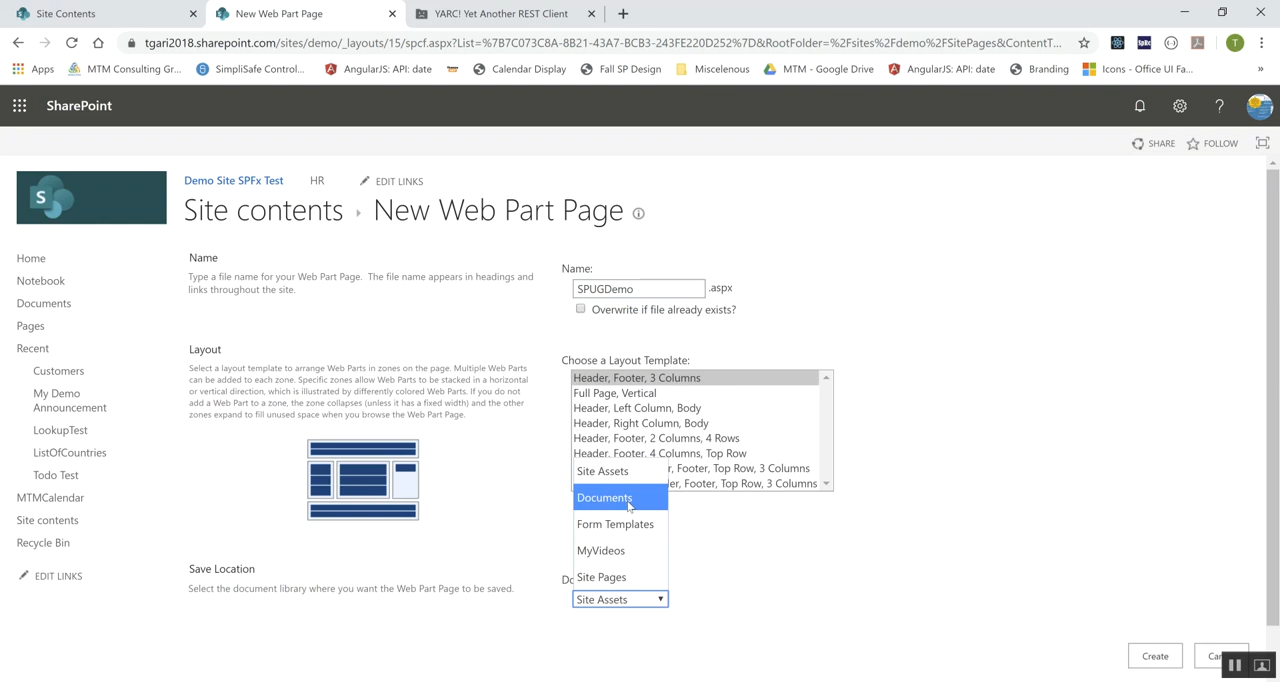 Site Contents
New Web Part Page
YARC! Yet Another REST Client
tgari2018.sharepoint.com/sites/demo/_layouts/15/spcf.aspx?List=%7B7C073C8A-8B21-43A7-BCB3-243FE220D252%7D&RootFolder=%2Fsites%2Fdemo%2FSitePages&ContentT...
T
Apps
MTM Consulting Gr...
SimpliSafe Control...
AngularJS: API: date
Calendar Display
Fall SP Design
Miscelenous
MTM - Google Drive
AngularJS: API: date
Branding
Icons - Office UI Fa...
»
SharePoint
?
SHARE
FOLLOW
S
Demo Site SPFx Test
HR
EDIT LINKS
Site contents
New Web Part Page
Home
Notebook
Documents
Pages
Recent
Customers
My Demo
Announcement
LookupTest
ListOfCountries
Todo Test
MTMCalendar
Site contents
Recycle Bin
EDIT LINKS
Name
Type a file name for your Web Part Page. The file name appears in headings and
links throughout the site.
Name:
SPUGDemo
.aspx
Overwrite if file already exists?
Layout
Select a layout template to arrange Web Parts in zones on the page. Multiple Web Parts
can be added to each zone. Specific zones allow Web Parts to be stacked in a horizontal
or vertical direction, which is illustrated by differently colored Web Parts. If you do not
add a Web Part to a zone, the zone collapses (unless it has a fixed width) and the other
zones expand to fill unused space when you browse the Web Part Page.
Choose a Layout Template:
Header, Footer, 3 Columns
Full Page, Vertical
Header, Left Column, Body
Header, Right Column, Body
Header, Footer, 2 Columns, 4 Rows
Header, Footer, 4 Columns, Top Row
r, Footer, Top Row, 3 Columns
er, Footer, Top Row, 3 Columns
Site Assets
Documents
Form Templates
MyVideos
Site Pages
Save Location
Select the document library where you want the Web Part Page to be saved.
Do
Site Assets
Create
Can